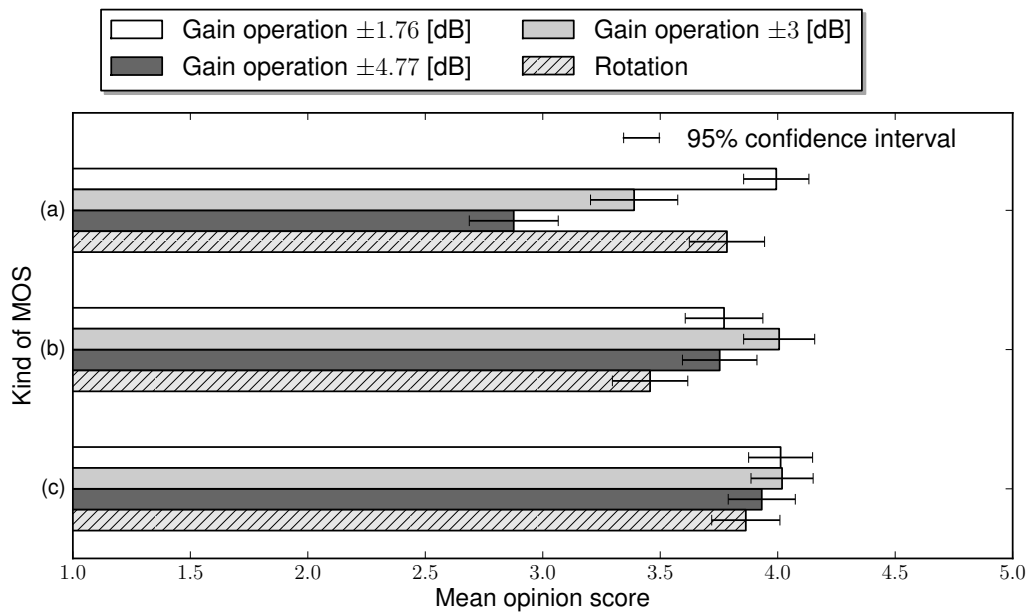 Gain operation ±1.76 [dB]
Gain operation ±3 [dB]
Gain operation ±4.77 [dB]
Rotation
95% confidence interval
Kind of MOS
(a)
(b)
(c)
1.0 1.5 2.0 2.5 3.0 3.5 4.0 4.5 5.0
Mean opinion score